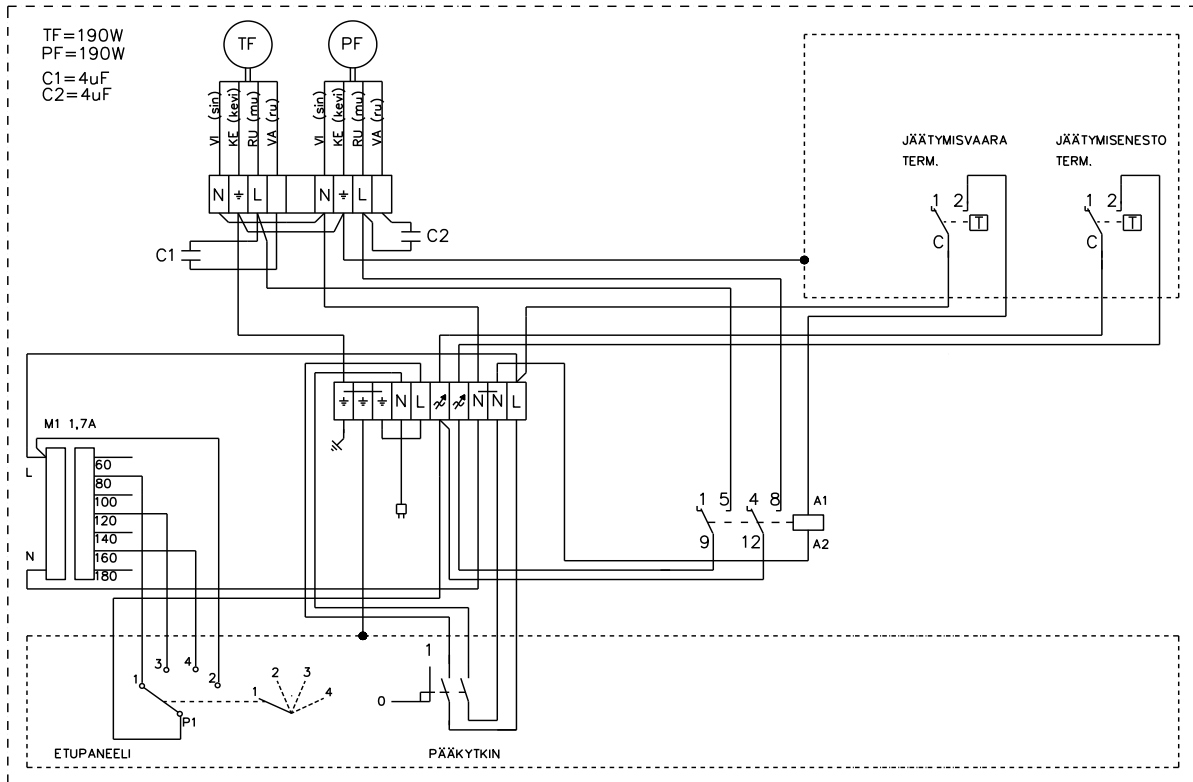 TF=190W
PF=190W
C1=4uF
C2=4uF
TF
PF
VI (sin)
KE (kevi)
RU (mu)
VA (ru)
VI (sin)
KE (kevi)
RU (mu)
VA (ru)
N L N L
C1
C2
JÄÄTYMISVAARA
TERM.
1 2
T
C
JÄÄTYMISENESTO
TERM.
1 2
T
C
N L N N L
M1 1,7A
L
N
60
80
100
120
140
160
180
1 5 4 8 A1
9 12 A2
1 3 4 2
P1
1 2 3 4
1
0
ETUPANEELI
PÄÄKYTKIN